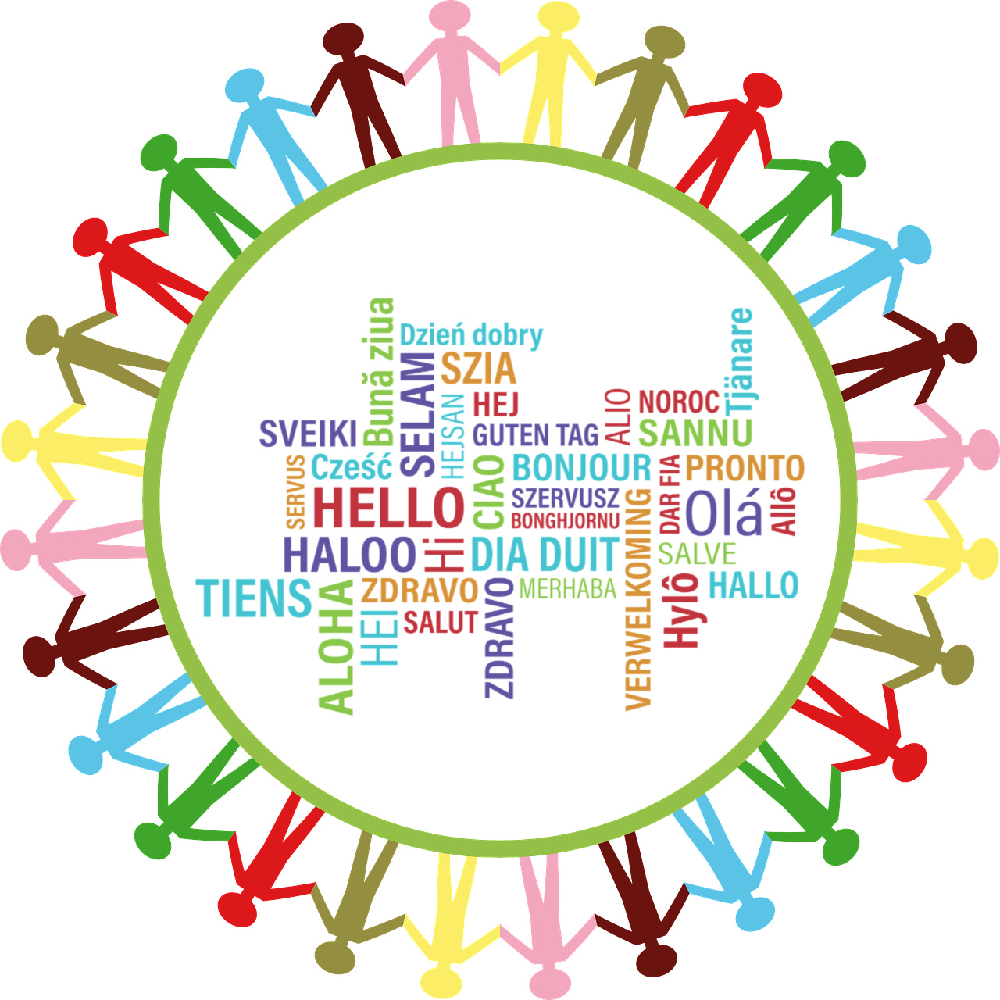 Bună ziua
Dzień dobry
Tjänare
SELAM
SZIA
HEJSAN
HEJ
ALIO
NOROC
SVEIKI
GUTEN TAG
SANNU
SERVUS
Cześć
CIAO
BONJOUR
DAR FIA
PRONTO
HELLO
SZERVUSZ
BONGHJORNU
VERWELKOMING
Olá
Allô
HALOO
Hi
DIA DUIT
SALVE
TIENS
ALOHA
ZDRAVO
ZDRAVO
MERHABA
Hylô
HALLO
HEI
SALUT